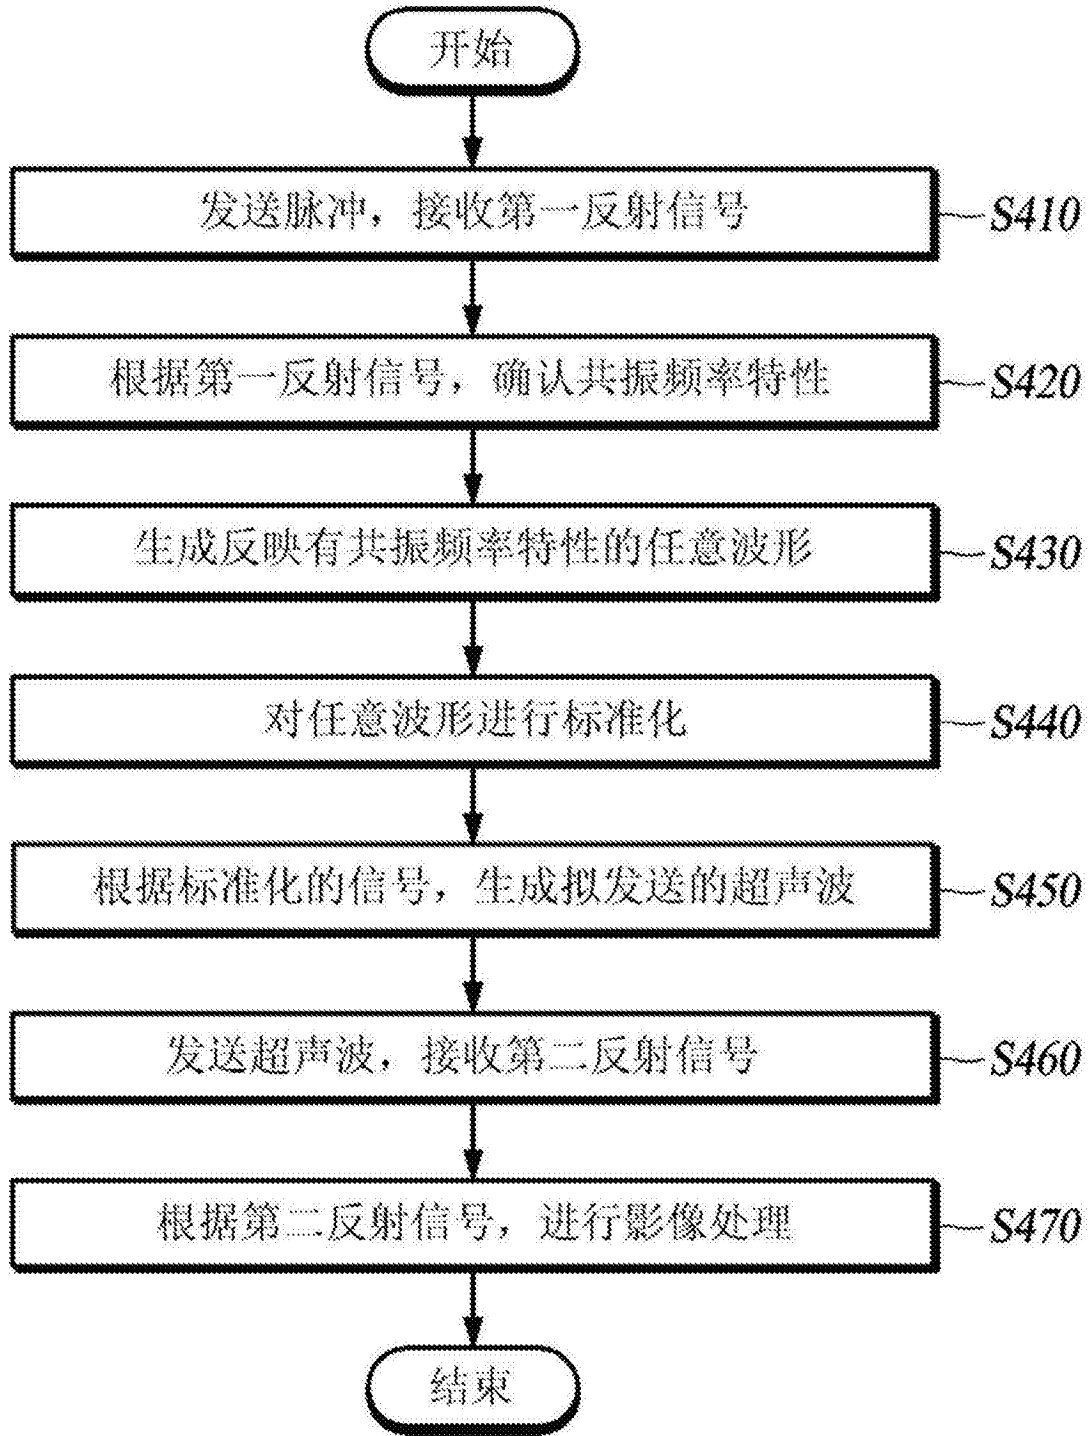 开始
发送脉冲，接收第一反射信号
S410
根据第一反射信号，确认共振频率特性
S420
生成反映有共振频率特性的任意波形
S430
对任意波形进行标准化
S440
根据标准化的信号，生成拟发送的超声波
S450
发送超声波，接收第二反射信号
S460
根据第二反射信号，进行影像处理
S470
结束